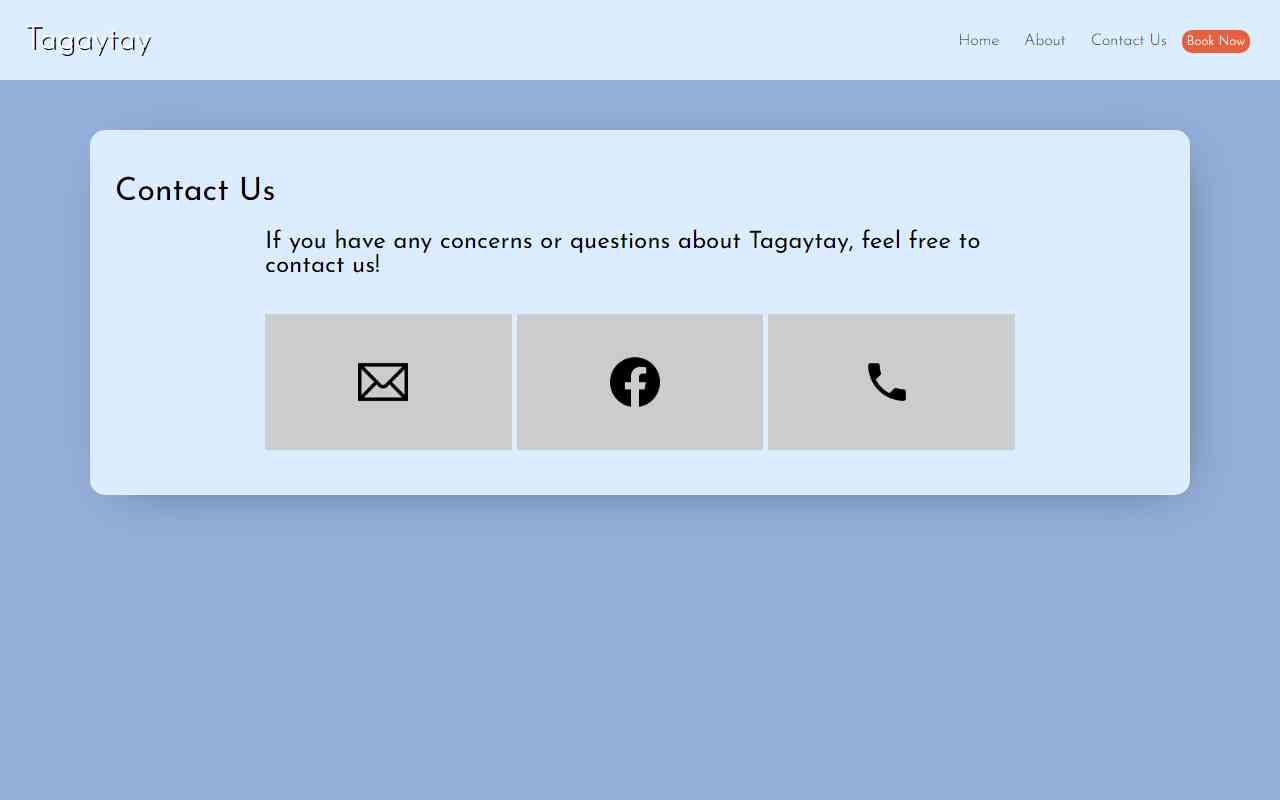 Tagaytay
Home About Contact Us Book Now
Contact Us
If you have any concerns or questions about Tagaytay, feel free to
contact us!